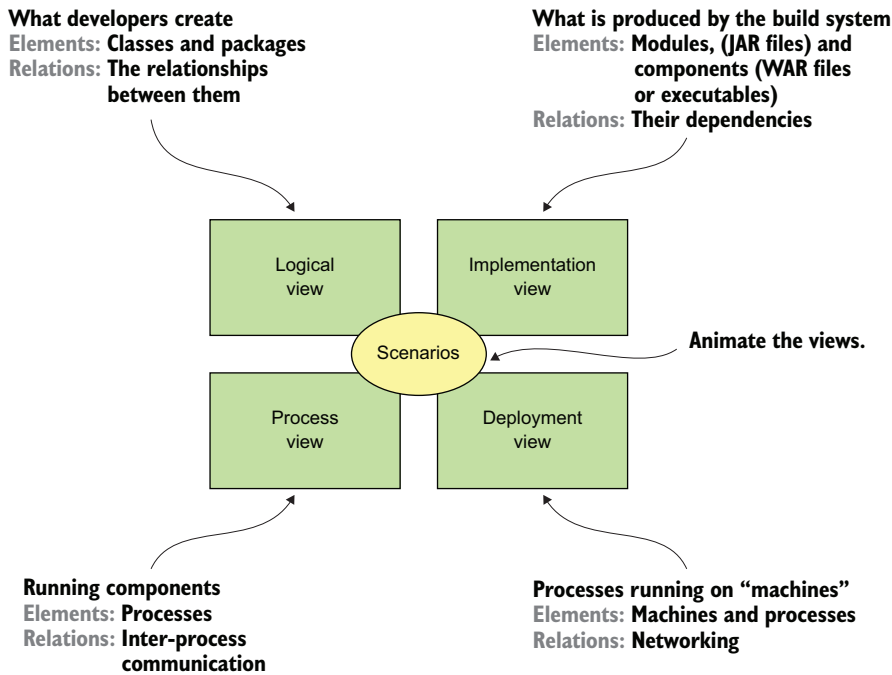 What developers create
Elements: Classes and packages
Relations: The relationships
between them
What is produced by the build system
Elements: Modules, (JAR files) and
components (WAR files
or executables)
Relations: Their dependencies
Logical
view
Implementation
view
Scenarios
Animate the views.
Process
view
Deployment
view
Running components
Elements: Processes
Relations: Inter-process
communication
Processes running on “machines”
Elements: Machines and processes
Relations: Networking